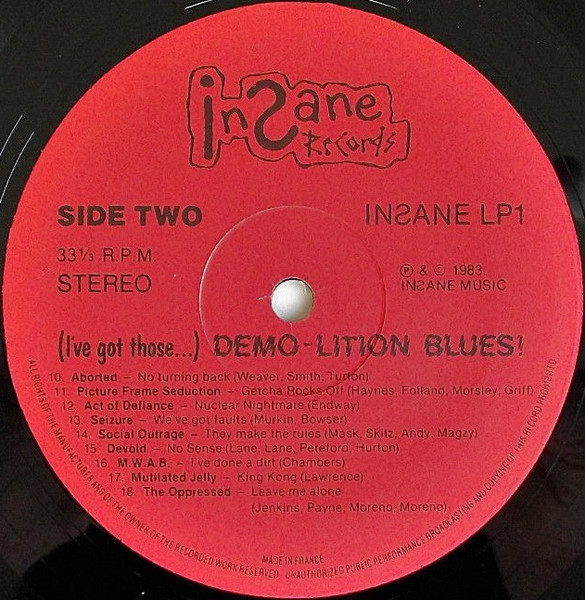 inSane
Records
SIDE TWO
INSANE LP1
33⅓ R.P.M.
STEREO
Ⓟ & © 1983.
INSANE MUSIC
(I've got those...) DEMO-LITION BLUES!
10. Aborted – No turning back (Weaver, Smith, Turton)
11. Picture Frame Seduction – Getcha Rocks Off (Haynes, Folland, Morsley, Griff)
12. Act of Defiance – Nuclear Nightmare (Endway)
13. Seizure – We've got faults (Murkin, Bowser)
14. Social Outrage – They make the rules (Mask, Skitz, Andy, Magzy)
15. Devoid – No Sense (Lane, Lane, Peteford, Hurton)
16. M.W.A.B. – I've done a dirt (Chambers)
17. Mutilated Jelly – King Kong (Lawrence)
18. The Oppressed – Leave me alone
(Jenkins, Payne, Moreno, Moreno)
MADE IN FRANCE
ALL RIGHTS OF THE MANUFACTURER AND OF THE OWNER OF THE RECORDED WORK RESERVED - UNAUTHORIZED PUBLIC PERFORMANCE BROADCASTING AND COPYING OF THIS RECORD PROHIBITED